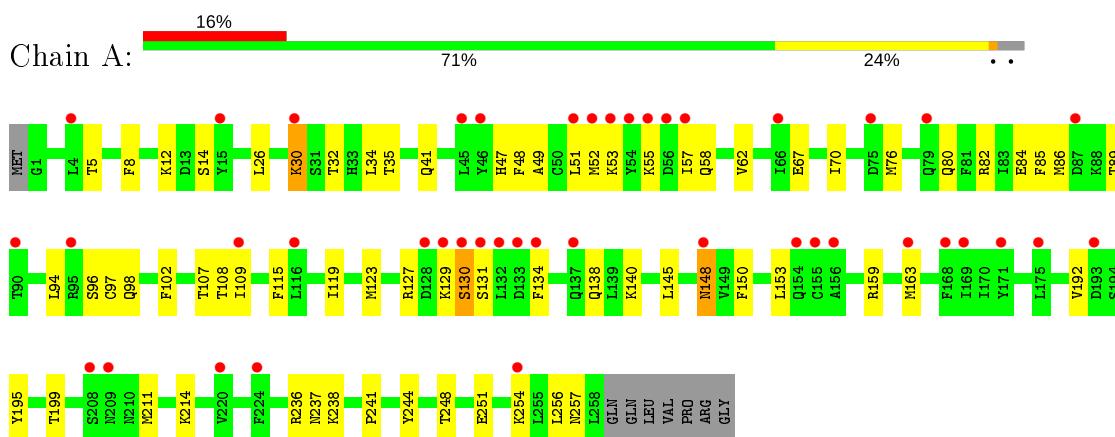 16%
Chain A:
71% 24% • •
MET G1 L4 T5 F8 K12 D13 S14 Y15 L26 K30 S31 T32 H33 L34 T35 Q41 L45 Y46 H47 F48 A49 C50 L51 M52 K53 Y54 K55 D56 I57 Q58 V62 I66 E67 I70 D75 M76 Q79 Q80 F81 R82 I83 E84 F85 M86 D87 K88 T89
T90 L94 R95 S96 C97 Q98 F102 T107 T108 I109 F115 L116 I119 M123 R127 D128 K129 S130 S131 L132 D133 F134 Q137 Q138 L139 K140 L145 N148 V149 F150 L153 Q154 C155 A156 R159 M163 F168 I169 I170 Y171 L175 V192 D193 S194
Y195 T199 S208 N209 N210 M211 K214 V220 F224 R236 N237 K238 P241 Y244 T248 E251 K254 L255 L256 N257 L258 GLN GLN LEU VAL PRO ARG GLY